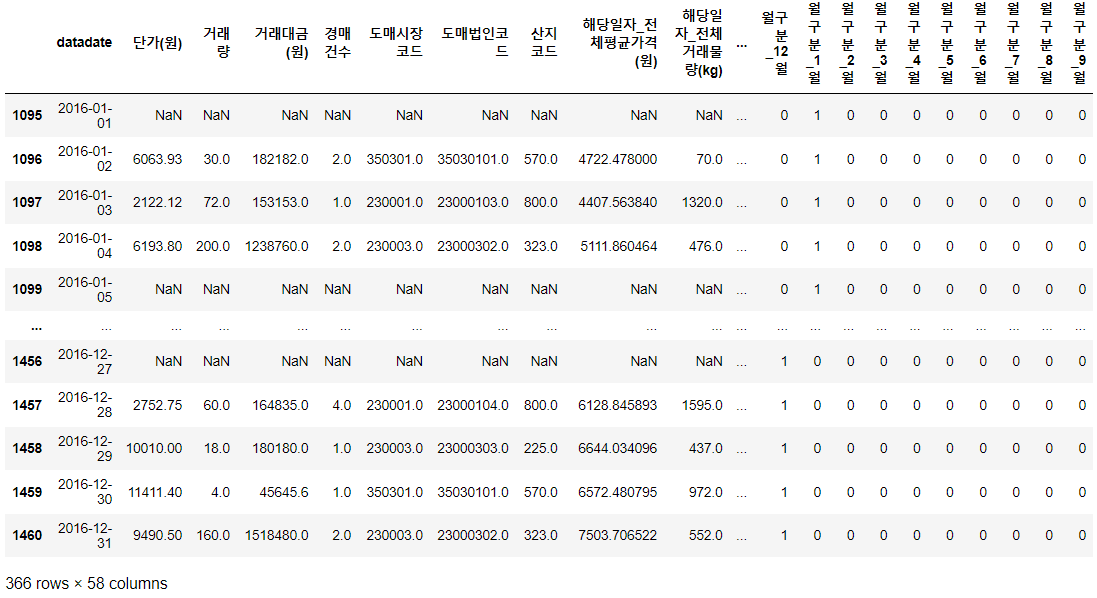 datadate 단가(원) 거래량 거래대금(원) 경매건수 도매시장코드 도매법인코드 산지코드 해당일자_전체평균가격(원) 해당일자_전체거래물량(kg) ... 월구분_12월 월구분_1월 월구분_2월 월구분_3월 월구분_4월 월구분_5월 월구분_6월 월구분_7월 월구분_8월 월구분_9월
1095 2016-01-01 NaN NaN NaN NaN NaN NaN NaN NaN NaN ... 0 1 0 0 0 0 0 0 0 0
1096 2016-01-02 6063.93 30.0 182182.0 2.0 350301.0 35030101.0 570.0 4722.478000 70.0 ... 0 1 0 0 0 0 0 0 0 0
1097 2016-01-03 2122.12 72.0 153153.0 1.0 230001.0 23000103.0 800.0 4407.563840 1320.0 ... 0 1 0 0 0 0 0 0 0 0
1098 2016-01-04 6193.80 200.0 1238760.0 2.0 230003.0 23000302.0 323.0 5111.860464 476.0 ... 0 1 0 0 0 0 0 0 0 0
1099 2016-01-05 NaN NaN NaN NaN NaN NaN NaN NaN NaN ... 0 1 0 0 0 0 0 0 0 0
... ... ... ... ... ... ... ... ... ... ... ... ... ... ... ... ... ... ... ... ... ...
1456 2016-12-27 NaN NaN NaN NaN NaN NaN NaN NaN NaN ... 1 0 0 0 0 0 0 0 0 0
1457 2016-12-28 2752.75 60.0 164835.0 4.0 230001.0 23000104.0 800.0 6128.845893 1595.0 ... 1 0 0 0 0 0 0 0 0 0
1458 2016-12-29 10010.00 18.0 180180.0 1.0 230003.0 23000303.0 225.0 6644.034096 437.0 ... 1 0 0 0 0 0 0 0 0 0
1459 2016-12-30 11411.40 4.0 45645.6 1.0 350301.0 35030101.0 570.0 6572.480795 972.0 ... 1 0 0 0 0 0 0 0 0 0
1460 2016-12-31 9490.50 160.0 1518480.0 2.0 230003.0 23000302.0 323.0 7503.706522 552.0 ... 1 0 0 0 0 0 0 0 0 0
366 rows × 58 columns